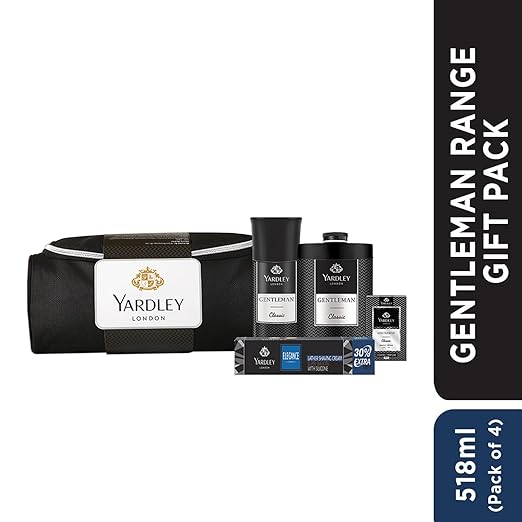 YARDLEY
LONDON
YARDLEY
LONDON
GENTLEMAN
Classic
YARDLEY
LONDON
GENTLEMAN
Classic
YARDLEY
LONDON
ELEGANCE
LATHER SHAVING CREAM
WITH SILICONE
30%
EXTRA
Classic
GENTLEMAN RANGE
GIFT PACK
518ml
(Pack of 4)